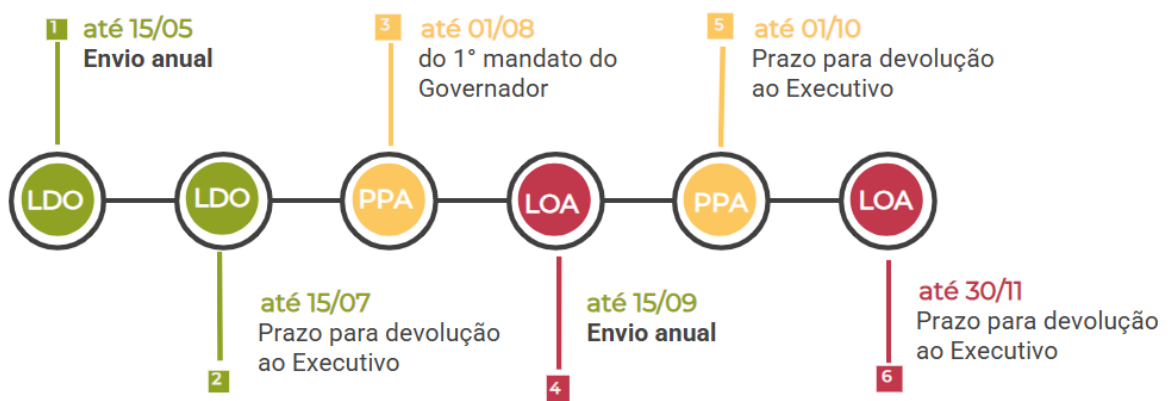 1
até 15/05
Envio anual
3
até 01/08
do 1° mandato do
Governador
5
até 01/10
Prazo para devolução
ao Executivo
LDO
LDO
PPA
LOA
PPA
LOA
2
até 15/07
Prazo para devolução
ao Executivo
4
até 15/09
Envio anual
6
até 30/11
Prazo para devolução
ao Executivo